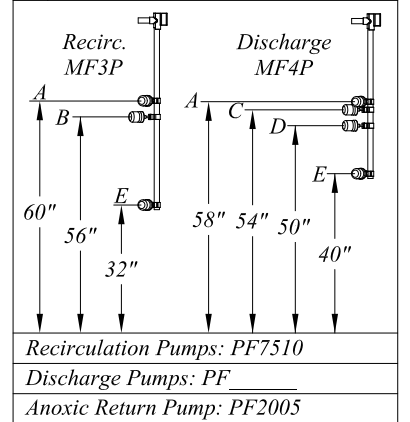 Recirc.
MF3P
Discharge
MF4P
A
B
E
60"
56"
32"
A
C
D
E
58"
54"
50"
40"
Recirculation Pumps: PF7510
Discharge Pumps: PF______
Anoxic Return Pump: PF2005